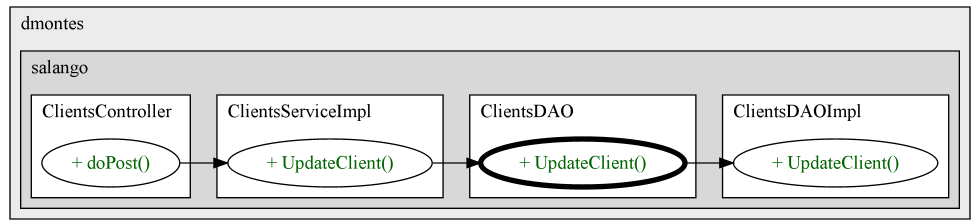 dmontes
salango
ClientsController
+ doPost()
ClientsServiceImpl
+ UpdateClient()
ClientsDAO
+ UpdateClient()
ClientsDAOImpl
+ UpdateClient()